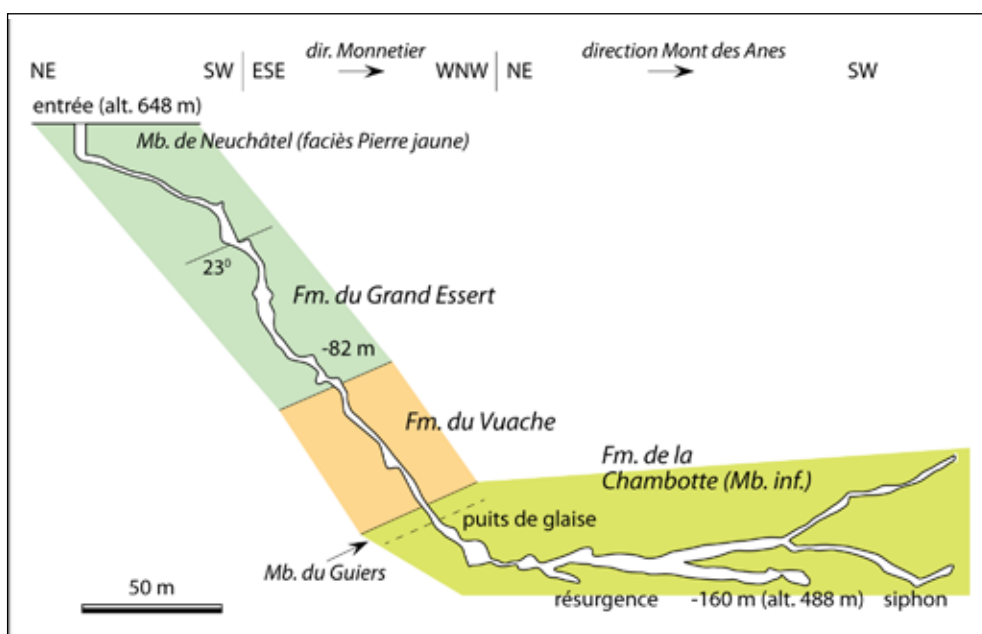 dir. Monnetier
direction Mont des Anes
NE
SW
ESE
WNW
NE
SW
entrée (alt. 648 m)
Mb. de Neuchâtel (faciès Pierre jaune)
23⁰
Fm. du Grand Essert
-82 m
Fm. du Vuache
Fm. de la
Chambotte (Mb. inf.)
puits de glaise
Mb. du Guiers
50 m
résurgence
-160 m (alt. 488 m)
siphon